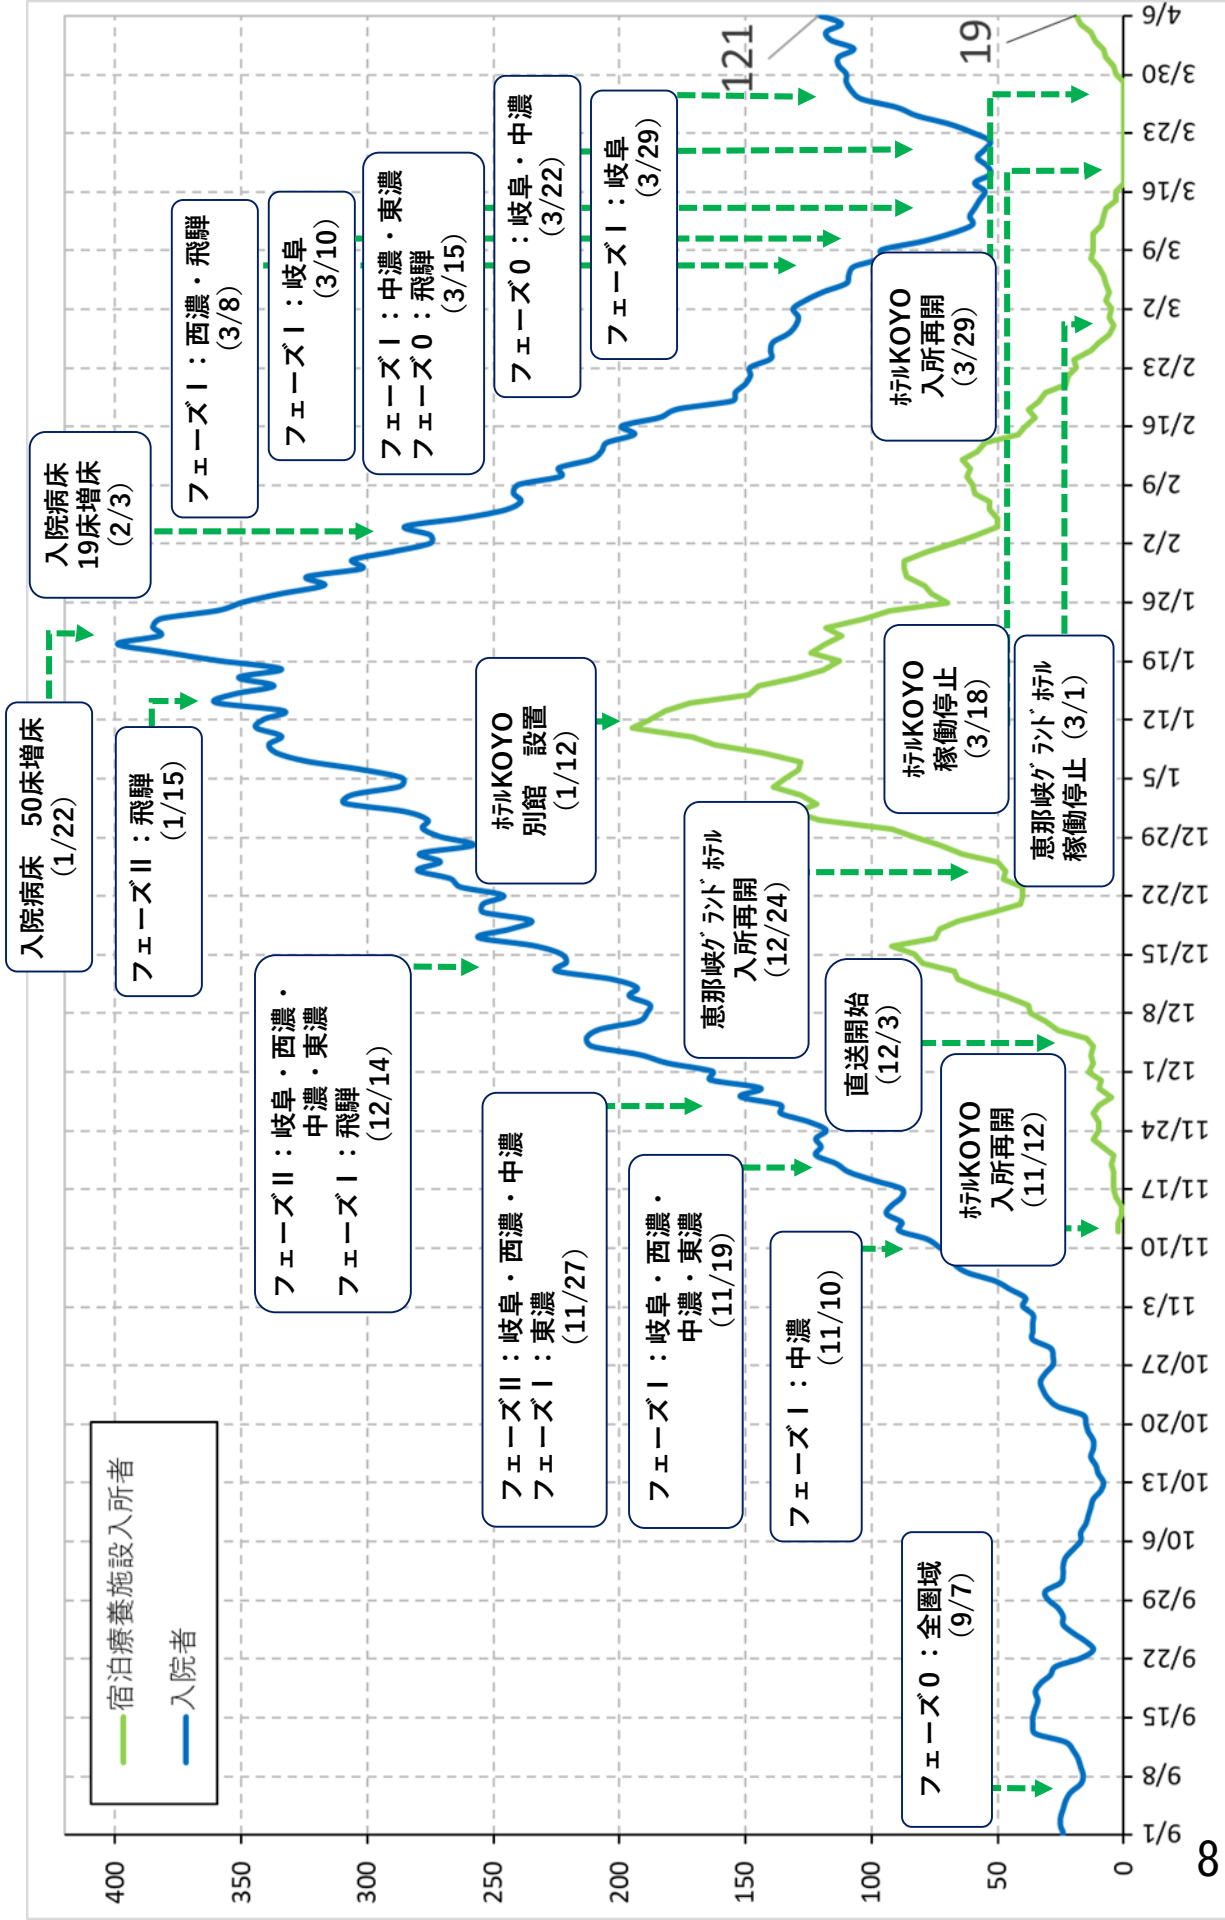 宿泊療養施設入所者
入院者
入院病床　50床増床
(1/22)
入院病床
19床増床
(2/3)
フェーズⅡ：飛騨
(1/15)
フェーズⅠ：西濃・飛騨
(3/8)
フェーズⅠ：岐阜
(3/10)
フェーズⅡ：岐阜・西濃・
中濃・東濃
フェーズⅠ：飛騨
(12/14)
フェーズⅠ：中濃・東濃
フェーズ0：飛騨
(3/15)
フェーズⅡ：岐阜・西濃・中濃
フェーズⅠ：東濃
(11/27)
ﾎﾃﾙKOYO
別館　設置
(1/12)
フェーズ0：岐阜・中濃
(3/22)
フェーズⅠ：岐阜・西濃・
中濃・東濃
(11/19)
フェーズⅠ：岐阜
(3/29)
恵那峡ｸﾞﾗﾝﾄﾞﾎﾃﾙ
入所再開
(12/24)
フェーズⅠ：中濃
(11/10)
直送開始
(12/3)
ﾎﾃﾙKOYO
入所再開
(3/29)
フェーズ0：全圏域
(9/7)
ﾎﾃﾙKOYO
入所再開
(11/12)
ﾎﾃﾙKOYO
稼働停止
(3/18)
恵那峡ｸﾞﾗﾝﾄﾞﾎﾃﾙ
稼働停止 (3/1)
121
19
400
350
300
250
200
150
100
50
0
9/1
9/8
9/15
9/22
9/29
10/6
10/13
10/20
10/27
11/3
11/10
11/17
11/24
12/1
12/8
12/15
12/22
12/29
1/5
1/12
1/19
1/26
2/2
2/9
2/16
2/23
3/2
3/9
3/16
3/23
3/30
4/6
8